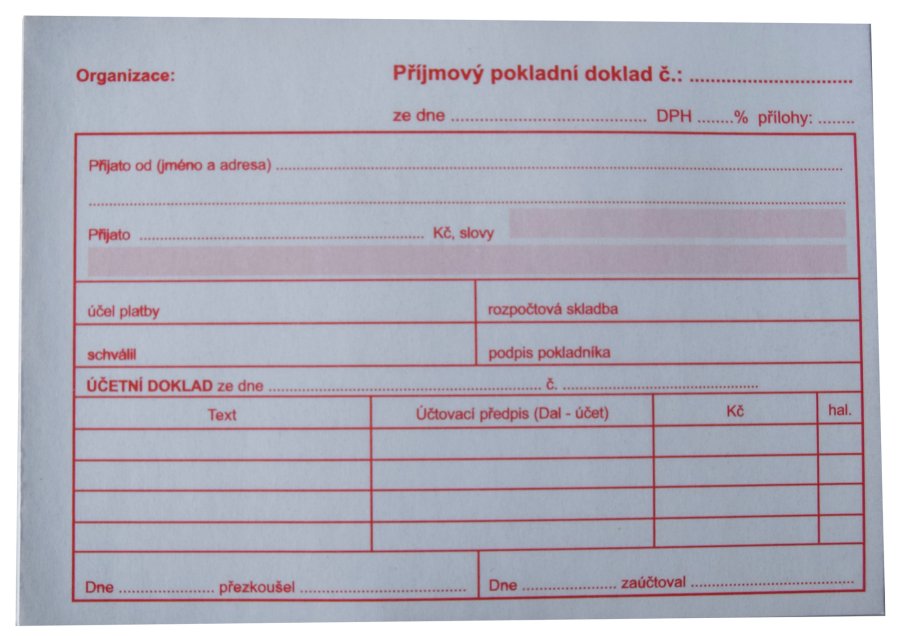 Organizace:
Příjmový pokladní doklad č.: ..............................
ze dne ........................................ DPH .......% přilohy: ........
Přijato od (jméno a adresa) ................................................................
................................................................................
Přijato ........................................ Kč, slovy
účel platby
rozpočtová skladba
schválil
podpis pokladníka
ÚČETNÍ DOKLAD ze dne ........................................ č. ........................................
Text Účtovací předpis (Dal - účet) Kč hal.
Dne .................... přezkoušel ................................... Dne .................... zaúčtoval ...................................